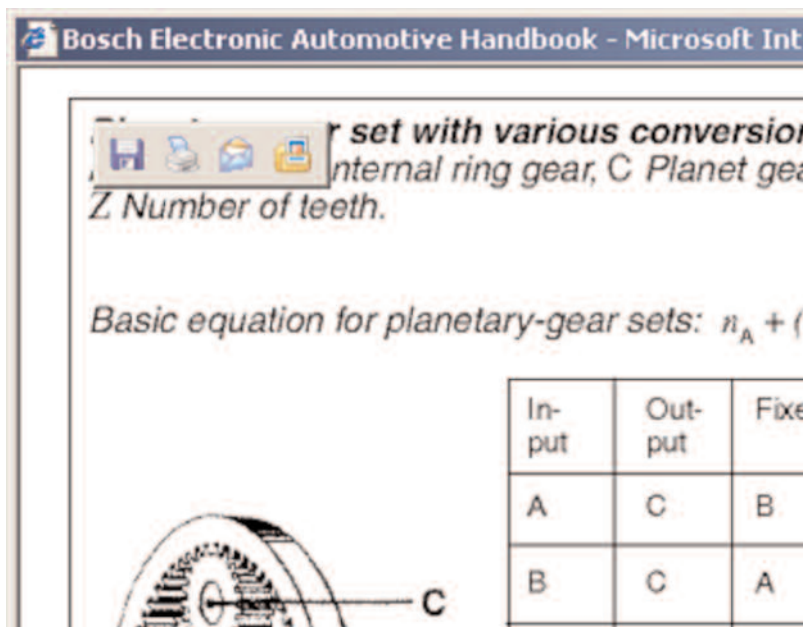 Bosch Electronic Automotive Handbook - Microsoft Int
r set with various conversion
nternal ring gear, C Planet gea
Z Number of teeth.
Basic equation for planetary-gear sets: nA + (
In-
put
Out-
put
Fixe
A C B
B C A
C